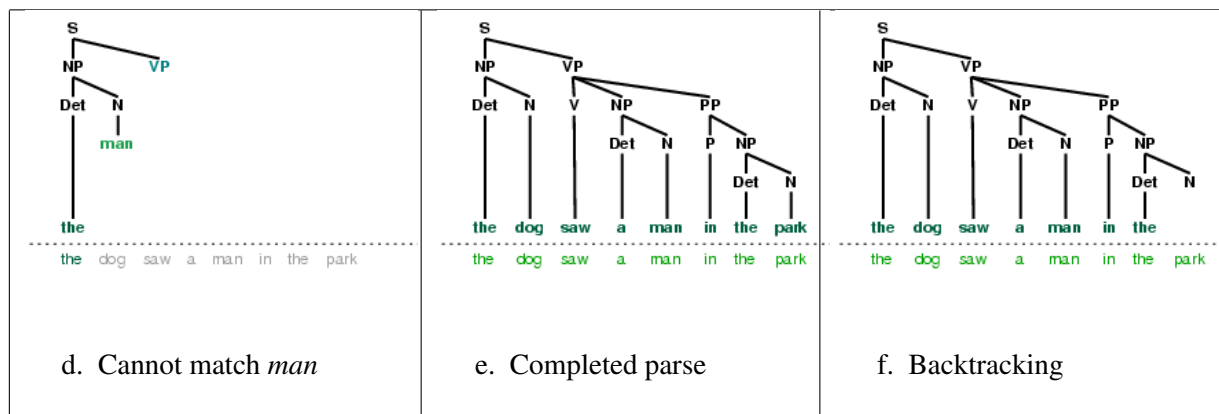 S
NP VP
Det N
man
the
the dog saw a man in the park
d. Cannot match man
S
NP VP
Det N V NP PP
Det N P NP
Det N
the dog saw a man in the park
the dog saw a man in the park
e. Completed parse
S
NP VP
Det N V NP PP
Det N P NP
Det N
the dog saw a man in the
the dog saw a man in the park
f. Backtracking